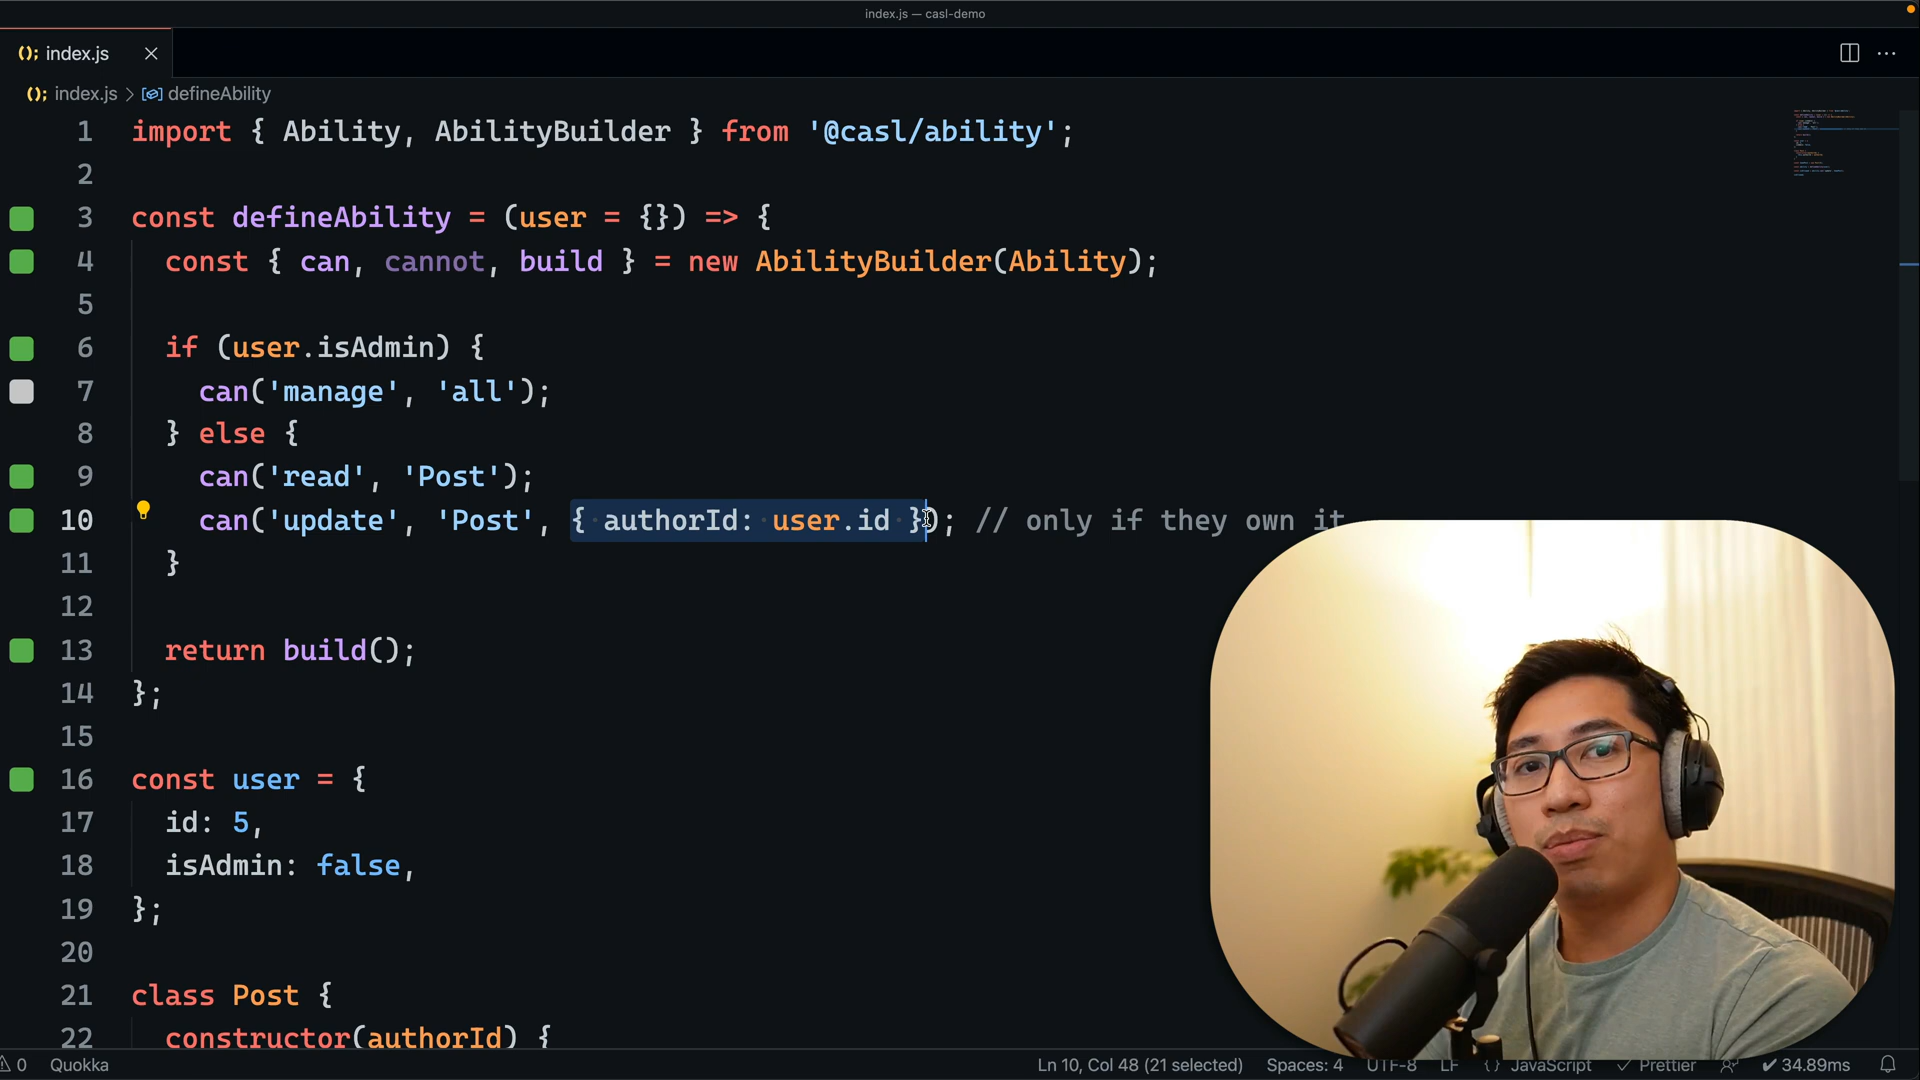 index.js — casl-demo
index.js
index.js > defineAbility
1 import { Ability, AbilityBuilder } from '@casl/ability';
2
3 const defineAbility = (user = {}) => {
4 const { can, cannot, build } = new AbilityBuilder(Ability);
5
6 if (user.isAdmin) {
7 can('manage', 'all');
8 } else {
9 can('read', 'Post');
10 can('update', 'Post', { authorId: user.id }); // only if they own it
11 }
12
13 return build();
14 };
15
16 const user = {
17 id: 5,
18 isAdmin: false,
19 };
20
21 class Post {
22 constructor(authorId) {
0 Quokka Ln 10, Col 48 (21 selected) Spaces: 4 UTF-8 LF {} JavaScript ✓ Prettier ✓ 34.89ms